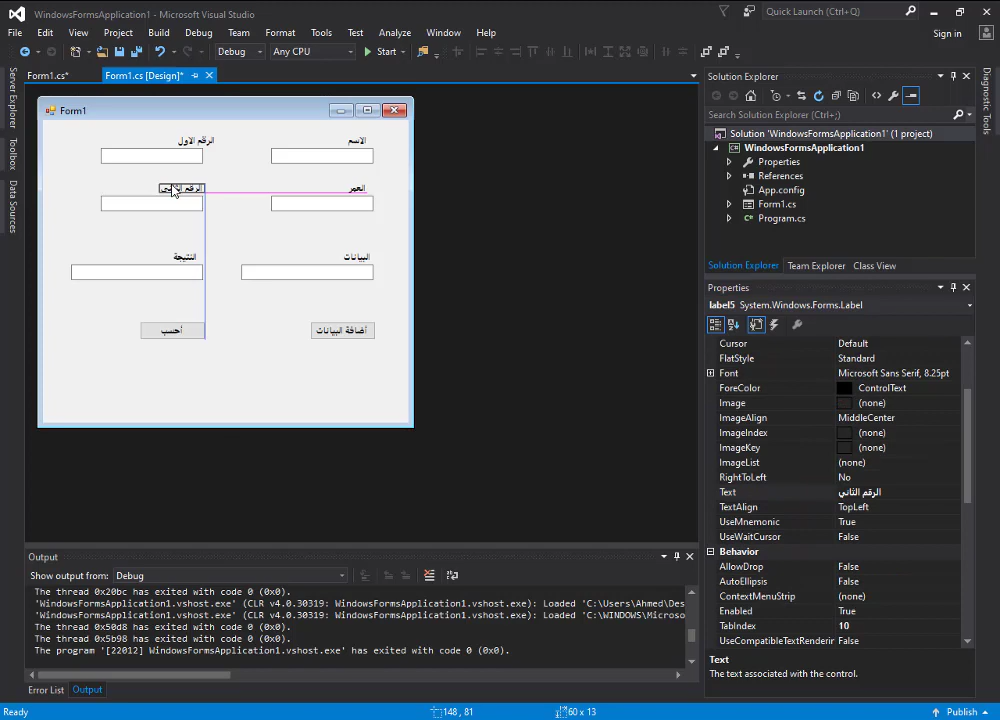 WindowsFormsApplication1 - Microsoft Visual Studio
Quick Launch (Ctrl+Q)
File Edit View Project Build Debug Team Format Tools Test Analyze Window Help
Sign in
Debug Any CPU Start
Form1.cs* Form1.cs [Design]*
Server Explorer
Toolbox
Data Sources
Form1
الاسم
الرقم الاول
العمر
الرقم
البيانات
النتيجة
أضافة البيانات
أحسب
Solution Explorer
Search Solution Explorer (Ctrl+;)
Solution 'WindowsFormsApplication1' (1 project)
WindowsFormsApplication1
Properties
References
App.config
Form1.cs
Program.cs
Solution Explorer Team Explorer Class View
Diagnostic Tools
Properties
label5 System.Windows.Forms.Label
Cursor Default
FlatStyle Standard
Font Microsoft Sans Serif, 8.25pt
ForeColor ControlText
Image (none)
ImageAlign MiddleCenter
ImageIndex (none)
ImageKey (none)
ImageList (none)
RightToLeft No
Text الرقم الثاني
TextAlign TopLeft
UseMnemonic True
UseWaitCursor False
Behavior
AllowDrop False
AutoEllipsis False
ContextMenuStrip (none)
Enabled True
TabIndex 10
UseCompatibleTextRenderir False
Text
The text associated with the control.
Output
Show output from: Debug
The thread 0x20bc has exited with code 0 (0x0).
'WindowsFormsApplication1.vshost.exe' (CLR v4.0.30319: WindowsFormsApplication1.vshost.exe): Loaded 'C:\Users\Ahmed\Des
'WindowsFormsApplication1.vshost.exe' (CLR v4.0.30319: WindowsFormsApplication1.vshost.exe): Loaded 'C:\WINDOWS\Microso
The thread 0x50d8 has exited with code 0 (0x0).
The thread 0x5b98 has exited with code 0 (0x0).
The program '[22012] WindowsFormsApplication1.vshost.exe' has exited with code 0 (0x0).
Error List Output
Ready 148 , 81 60 x 13 Publish